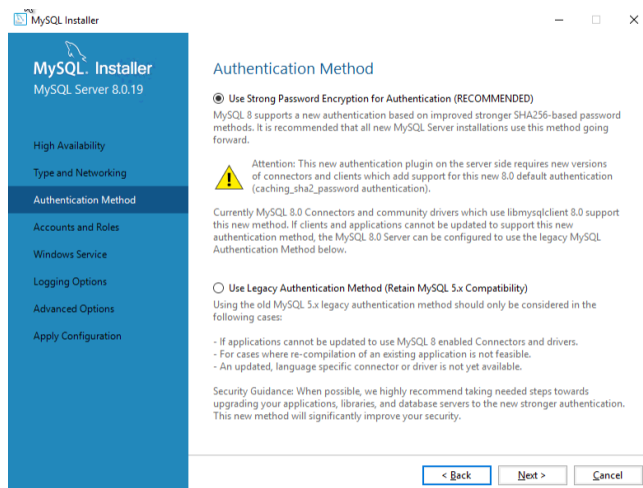 MySQL Installer
MySQL. Installer
MySQL Server 8.0.19
High Availability
Type and Networking
Authentication Method
Accounts and Roles
Windows Service
Logging Options
Advanced Options
Apply Configuration
Authentication Method
Use Strong Password Encryption for Authentication (RECOMMENDED)
MySQL 8 supports a new authentication based on improved stronger SHA256-based password
methods. It is recommended that all new MySQL Server installations use this method going
forward.
Attention: This new authentication plugin on the server side requires new versions
of connectors and clients which add support for this new 8.0 default authentication
(caching_sha2_password authentication).
Currently MySQL 8.0 Connectors and community drivers which use libmysqlclient 8.0 support
this new method. If clients and applications cannot be updated to support this new
authentication method, the MySQL 8.0 Server can be configured to use the legacy MySQL
Authentication Method below.
Use Legacy Authentication Method (Retain MySQL 5.x Compatibility)
Using the old MySQL 5.x legacy authentication method should only be considered in the
following cases:
- If applications cannot be updated to use MySQL 8 enabled Connectors and drivers.
- For cases where re-compilation of an existing application is not feasible.
- An updated, language specific connector or driver is not yet available.
Security Guidance: When possible, we highly recommend taking needed steps towards
upgrading your applications, libraries, and database servers to the new stronger authentication.
This new method will significantly improve your security.
< Back
Next >
Cancel